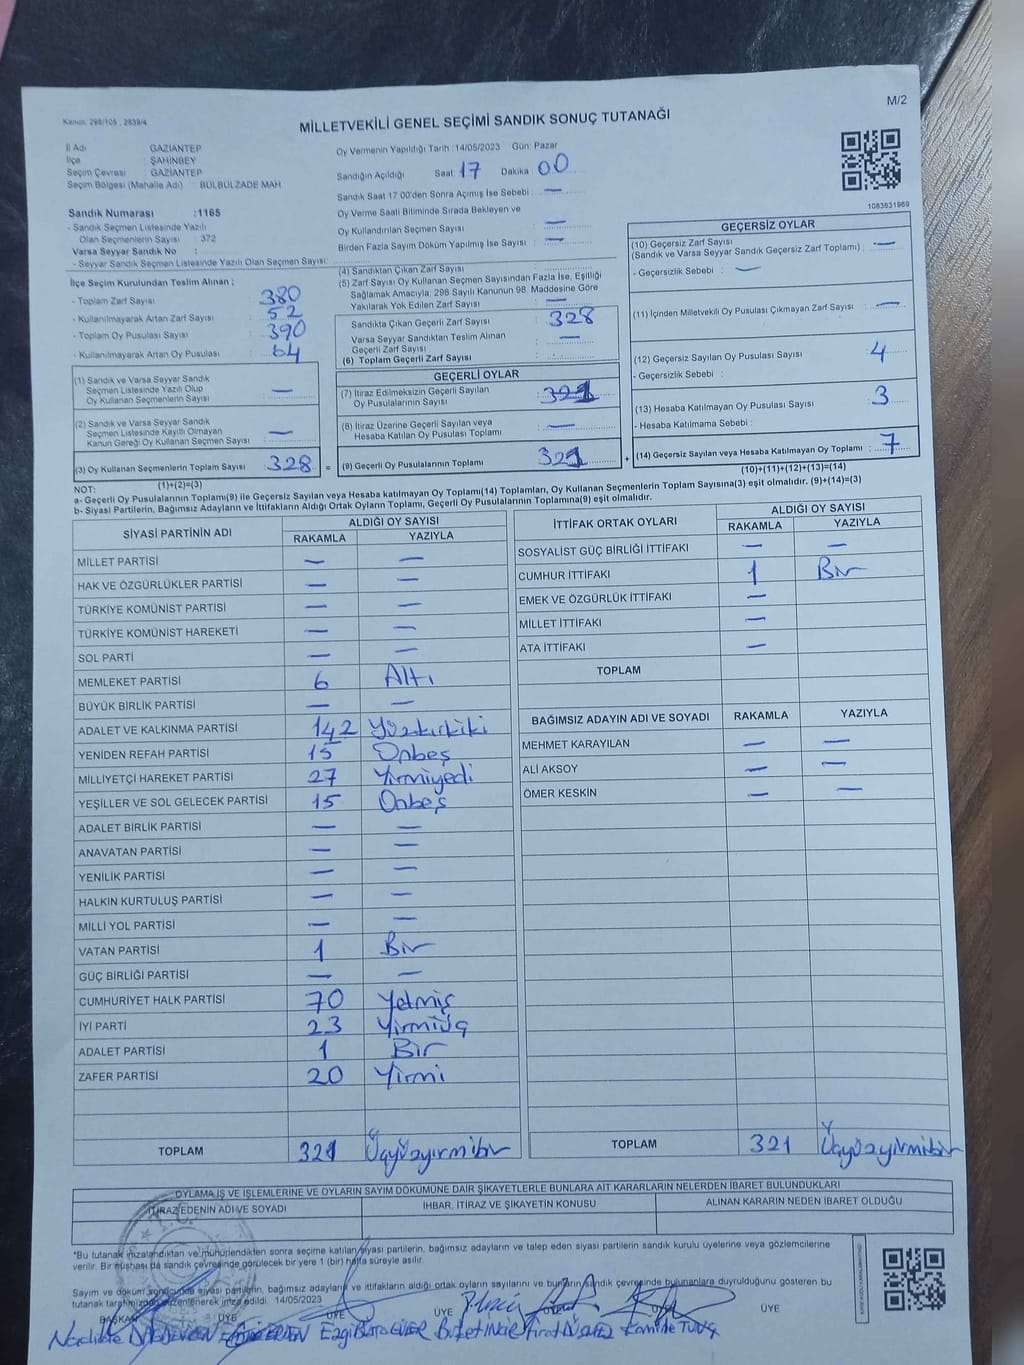 M/2
Kanun: 298/105 , 2839/4
MİLLETVEKİLİ GENEL SEÇİMİ SANDIK SONUÇ TUTANAĞI
İl Adı GAZİANTEP
İlçe ŞAHİNBEY
Seçim Çevresi : GAZİANTEP
Seçim Bölgesi (Mahalle Adı) BÜLBÜLZADE MAH
Sandık Numarası :1165
- Sandık Seçmen Listesinde Yazılı
Olan Seçmenlerin Sayısı : 372
Varsa Seyyar Sandık No :
- Seyyar Sandık Seçmen Listesinde Yazılı Olan Seçmen Sayısı:
Oy Vermenin Yapıldığı Tarih :14/05/2023 Gün: Pazar
Sandığın Açıldığı Saat: 17 Dakika 00
Sandık Saat 17:00'den Sonra Açımış İse Sebebi : —
Oy Verme Saati Bitiminde Sırada Bekleyen ve
Oy Kullandırılan Seçmen Sayısı : —
Birden Fazla Sayım Döküm Yapılmış İse Sayısı : —
1083631969
İlçe Seçim Kurulundan Teslim Alınan ;
- Toplam Zarf Sayısı : 380
- Kullanılmayarak Artan Zarf Sayısı : 52
- Toplam Oy Pusulası Sayısı : 390
- Kullanılmayarak Artan Oy Pusulası : 64
(1) Sandık ve Varsa Seyyar Sandık
Seçmen Listesinde Yazılı Olup
Oy Kullanan Seçmenlerin Sayısı : —
(2) Sandık ve Varsa Seyyar Sandık
Seçmen Listesinde Kayıtlı Olmayan
Kanun Gereği Oy Kullanan Seçmen Sayısı : —
(3) Oy Kullanan Seçmenlerin Toplam Sayısı : 328
(1)+(2)=(3)
(4) Sandıktan Çıkan Zarf Sayısı :
(5) Zarf Sayısı Oy Kullanan Seçmen Sayısından Fazla İse, Eşitliği
Sağlamak Amacıyla; 298 Sayılı Kanunun 98. Maddesine Göre
Yakılarak Yok Edilen Zarf Sayısı : —
Sandıkta Çıkan Geçerli Zarf Sayısı : 328
Varsa Seyyar Sandıktan Teslim Alınan
Geçerli Zarf Sayısı : —
(6) Toplam Geçerli Zarf Sayısı :
GEÇERLİ OYLAR
(7) İtiraz Edilmeksizin Geçerli Sayılan
Oy Pusulalarının Sayısı : 321
(8) İtiraz Üzerine Geçerli Sayılan veya
Hesaba Katılan Oy Pusulası Toplamı : —
= (9) Geçerli Oy Pusulalarının Toplamı : 321
GEÇERSİZ OYLAR
(10) Geçersiz Zarf Sayısı : —
(Sandık ve Varsa Seyyar Sandık Geçersiz Zarf Toplamı)
- Geçersizlik Sebebi : —
(11) İçinden Milletvekili Oy Pusulası Çıkmayan Zarf Sayısı : —
(12) Geçersiz Sayılan Oy Pusulası Sayısı : 4
- Geçersizlik Sebebi :
(13) Hesaba Katılmayan Oy Pusulası Sayısı : 3
- Hesaba Katılmama Sebebi :
+ (14) Geçersiz Sayılan veya Hesaba Katılmayan Oy Toplamı : 7
(10)+(11)+(12)+(13)=(14)
NOT:
a- Geçerli Oy Pusulalarının Toplamı(9) ile Geçersiz Sayılan veya Hesaba katılmayan Oy Toplamı(14) Toplamları, Oy Kullanan Seçmenlerin Toplam Sayısına(3) eşit olmalıdır. (9)+(14)=(3)
b- Siyasi Partilerin, Bağımsız Adayların ve İttifakların Aldığı Ortak Oyların Toplamı, Geçerli Oy Pusulalarının Toplamına(9) eşit olmalıdır.
SİYASİ PARTİNİN ADI ALDIĞI OY SAYISI
RAKAMLA YAZIYLA
MİLLET PARTİSİ — —
HAK VE ÖZGÜRLÜKLER PARTİSİ — —
TÜRKİYE KOMÜNİST PARTİSİ — —
TÜRKİYE KOMÜNİST HAREKETİ — —
SOL PARTİ — —
MEMLEKET PARTİSİ 6 Altı
BÜYÜK BİRLİK PARTİSİ — —
ADALET VE KALKINMA PARTİSİ 142 Yüzkırkiki
YENİDEN REFAH PARTİSİ 15 Onbeş
MİLLİYETÇİ HAREKET PARTİSİ 27 Yirmiyedi
YEŞİLLER VE SOL GELECEK PARTİSİ 15 Onbeş
ADALET BİRLİK PARTİSİ — —
ANAVATAN PARTİSİ — —
YENİLİK PARTİSİ — —
HALKIN KURTULUŞ PARTİSİ — —
MİLLİ YOL PARTİSİ — —
VATAN PARTİSİ 1 Bir
GÜÇ BİRLİĞİ PARTİSİ — —
CUMHURİYET HALK PARTİSİ 70 Yetmiş
İYİ PARTİ 23 Yirmiüç
ADALET PARTİSİ 1 Bir
ZAFER PARTİSİ 20 Yirmi
TOPLAM 321 Üçyüzyirmibir
İTTİFAK ORTAK OYLARI ALDIĞI OY SAYISI
RAKAMLA YAZIYLA
SOSYALİST GÜÇ BİRLİĞİ İTTİFAKI — —
CUMHUR İTTİFAKI 1 Bir
EMEK VE ÖZGÜRLÜK İTTİFAKI —
MİLLET İTTİFAKI —
ATA İTTİFAKI —
TOPLAM
BAĞIMSIZ ADAYIN ADI VE SOYADI RAKAMLA YAZIYLA
MEHMET KARAYILAN — —
ALİ AKSOY — —
ÖMER KESKİN — —
TOPLAM 321 Üçyüzyirmibir
OYLAMA İŞ VE İŞLEMLERİNE VE OYLARIN SAYIM DÖKÜMÜNE DAİR ŞİKAYETLERLE BUNLARA AİT KARARLARIN NELERDEN İBARET BULUNDUKLARI
İTİRAZ EDENİN ADI VE SOYADI İHBAR, İTİRAZ VE ŞİKAYETİN KONUSU ALINAN KARARIN NEDEN İBARET OLDUĞU
*Bu tutanak imzalandıktan ve mühürlendikten sonra seçime katılan siyasi partilerin, bağımsız adayların ve talep eden siyasi partilerin sandık kurulu üyelerine veya gözlemcilerine
verilir. Bir nüshası da sandık çevresinde görülecek bir yere 1 (bir) hafta süreyle asılır.
Sayım ve döküm sonucunda siyasi partilerin, bağımsız adayların ve ittifakların aldığı ortak oyların sayılarını ve bunların sandık çevresinde bulunanlara duyrulduğunu gösteren bu
tutanak tarafımızdan düzenlenerek imza edildi. 14/05/2023
BAŞKAN ÜYE ÜYE ÜYE ÜYE ÜYE ÜYE